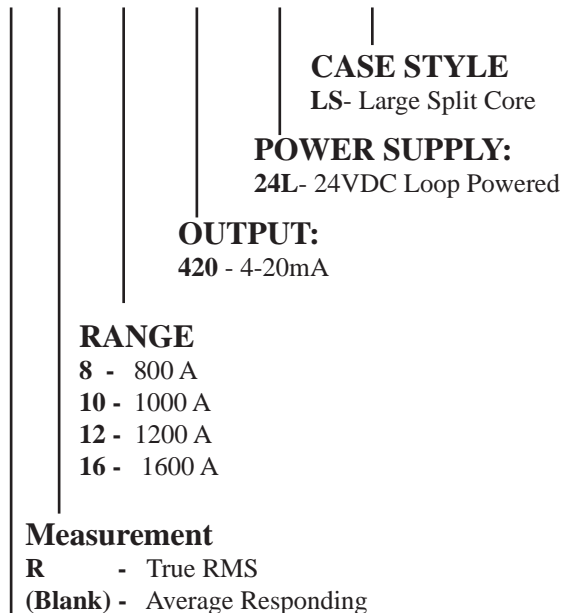 CASE STYLE
LS- Large Split Core
POWER SUPPLY:
24L- 24VDC Loop Powered
OUTPUT:
420 - 4-20mA
RANGE
8 - 800 A
10 - 1000 A
12 - 1200 A
16 - 1600 A
Measurement
R - True RMS
(Blank) - Average Responding